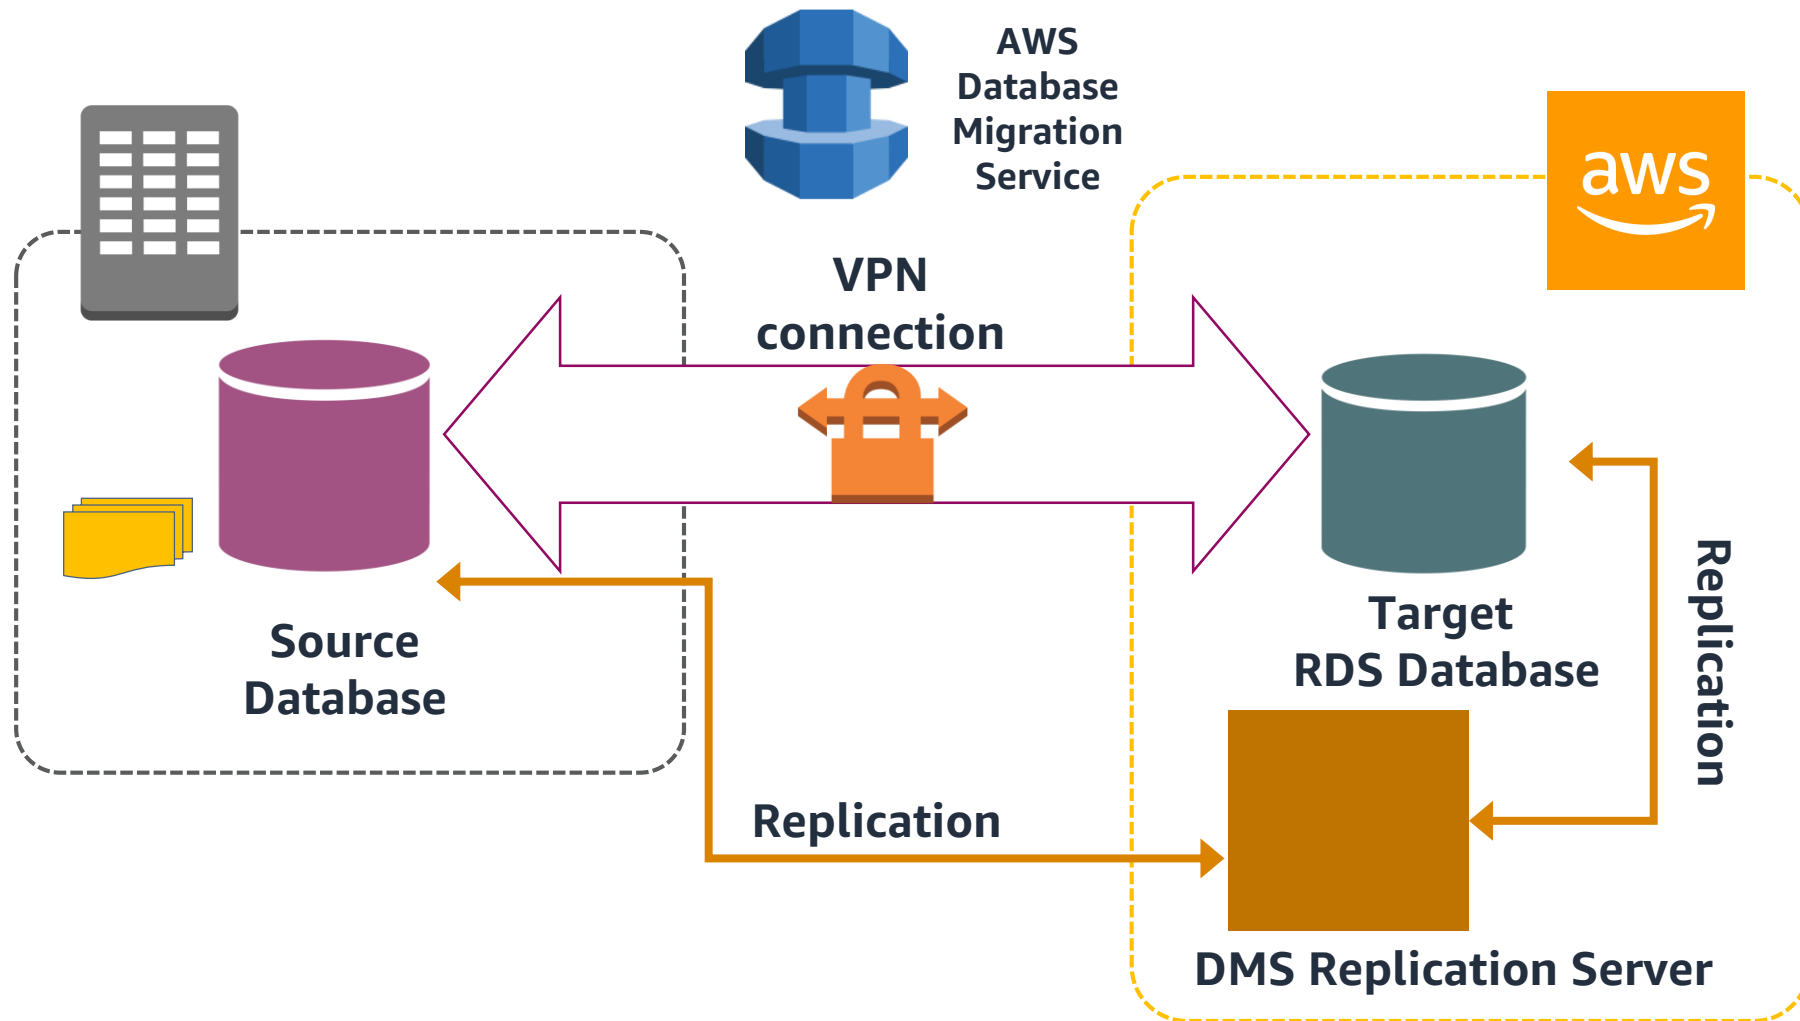 AWS
Database
Migration
Service
aws
VPN
connection
Source
Database
Target
RDS Database
Replication
Replication
DMS Replication Server